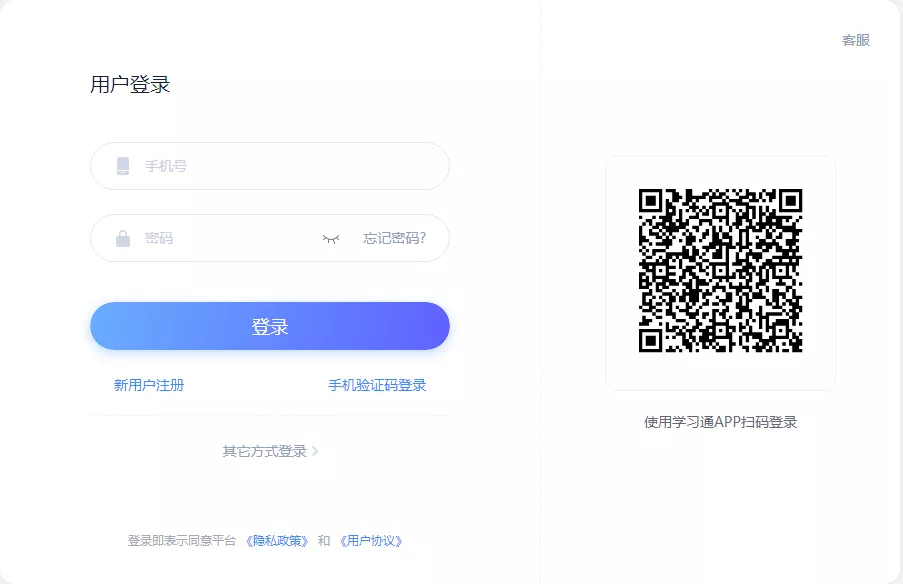 客服
用户登录
手机号
密码 忘记密码?
登录
新用户注册 手机验证码登录
其它方式登录
登录即表示同意平台 《隐私政策》 和 《用户协议》
使用学习通APP扫码登录